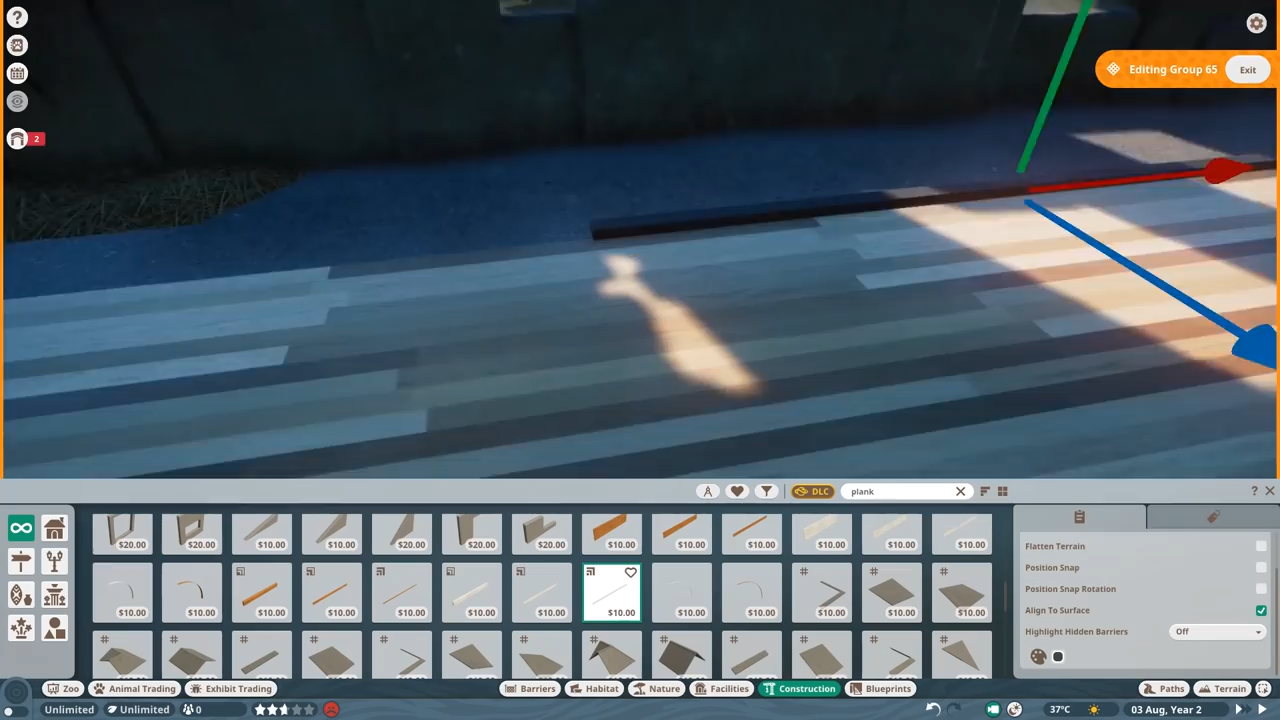 ?
Editing Group 65
Exit
2
DLC
plank
? ×
$20.00 $20.00 $10.00 $10.00 $20.00 $20.00 $20.00 $10.00 $10.00 $10.00 $10.00 $10.00 $10.00
$10.00 $10.00 $10.00 $10.00 $10.00 $10.00 $10.00 $10.00 $10.00 $10.00 $10.00 $10.00 $10.00
Flatten Terrain
Position Snap
Position Snap Rotation
Align To Surface
Highlight Hidden Barriers Off
Zoo Animal Trading Exhibit Trading Barriers Habitat Nature Facilities Construction Blueprints Paths Terrain
Unlimited Unlimited 0 37°C 03 Aug, Year 2